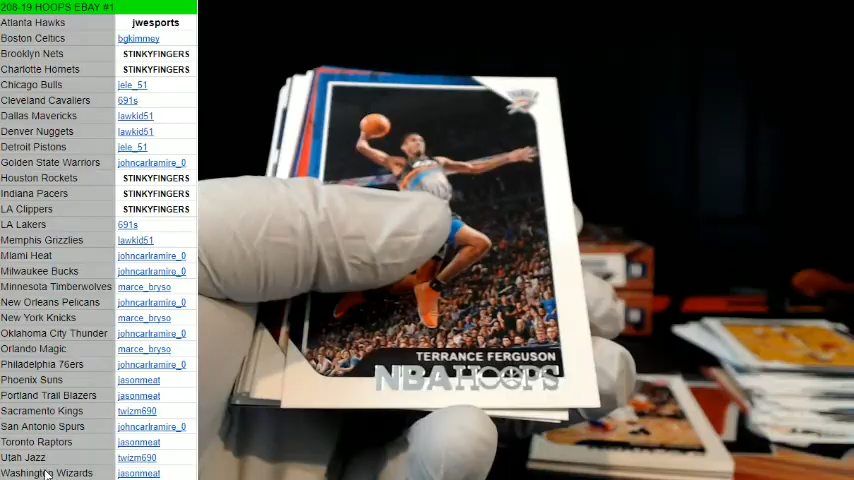 208-19 HOOPS EBAY #1
Atlanta Hawks jwesports
Boston Celtics bgkimmey
Brooklyn Nets STINKYFINGERS
Charlotte Hornets STINKYFINGERS
Chicago Bulls jele_51
Cleveland Cavaliers 691s
Dallas Mavericks lawkid51
Denver Nuggets lawkid51
Detroit Pistons jele_51
Golden State Warriors johncarlramire_0
Houston Rockets STINKYFINGERS
Indiana Pacers STINKYFINGERS
LA Clippers STINKYFINGERS
LA Lakers 691s
Memphis Grizzlies lawkid51
Miami Heat johncarlramire_0
Milwaukee Bucks johncarlramire_0
Minnesota Timberwolves marce_bryso
New Orleans Pelicans johncarlramire_0
New York Knicks marce_bryso
Oklahoma City Thunder johncarlramire_0
Orlando Magic marce_bryso
Philadelphia 76ers johncarlramire_0
Phoenix Suns jasonmeat
Portland Trail Blazers jasonmeat
Sacramento Kings twizm690
San Antonio Spurs johncarlramire_0
Toronto Raptors jasonmeat
Utah Jazz twizm690
Washington Wizards jasonmeat
TERRANCE FERGUSON
NBA HOOPS